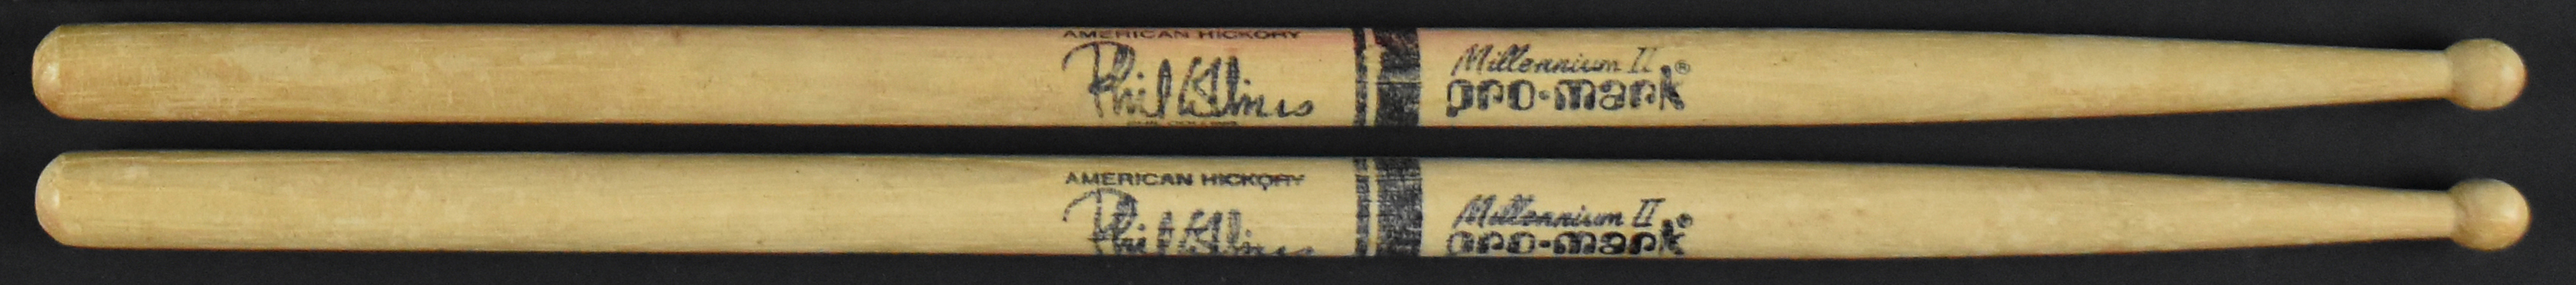 AMERICAN HICKORY
Phil Collins
Millennium II
pro·mark®
AMERICAN HICKORY
Phil Collins
Millennium II
pro·mark®